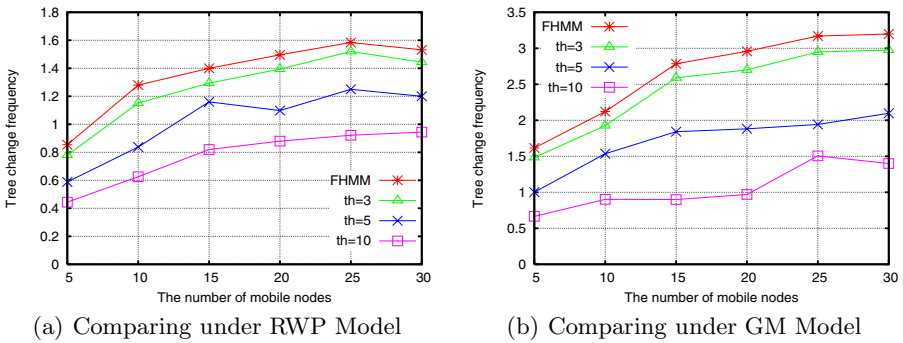 1.8
1.6
1.4
1.2
1
0.8
0.6
0.4
0.2
0
Tree change frequency
FHMM
th=3
th=5
th=10
5 10 15 20 25 30
The number of mobile nodes
(a) Comparing under RWP Model
3.5
3
2.5
2
1.5
1
0.5
0
Tree change frequency
FHMM
th=3
th=5
th=10
5 10 15 20 25 30
The number of mobile nodes
(b) Comparing under GM Model